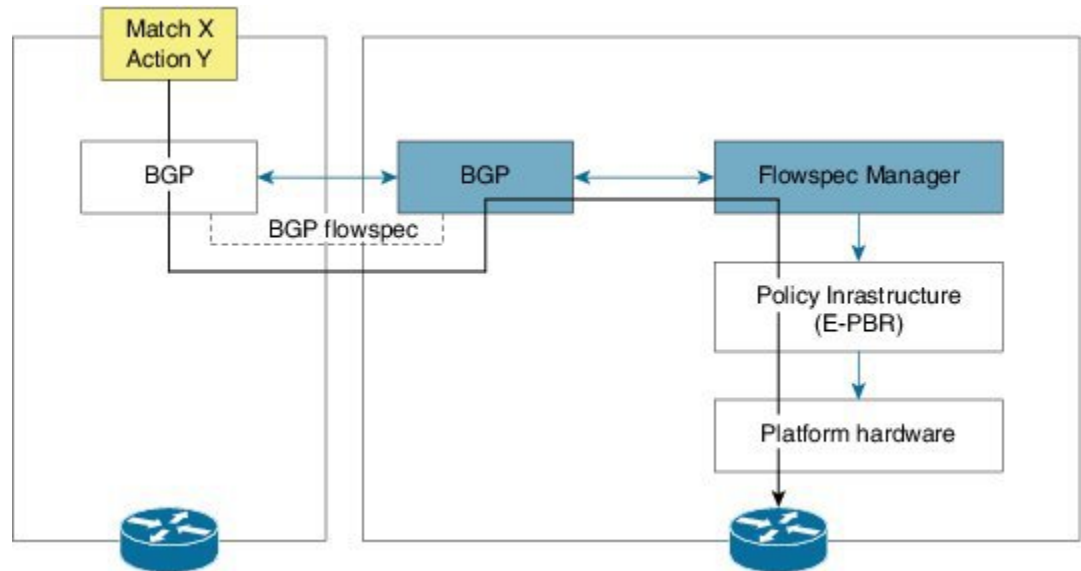 Match X
Action Y
BGP
BGP
Flowspec Manager
BGP flowspec
Policy Inrastructure
(E-PBR)
Platform hardware